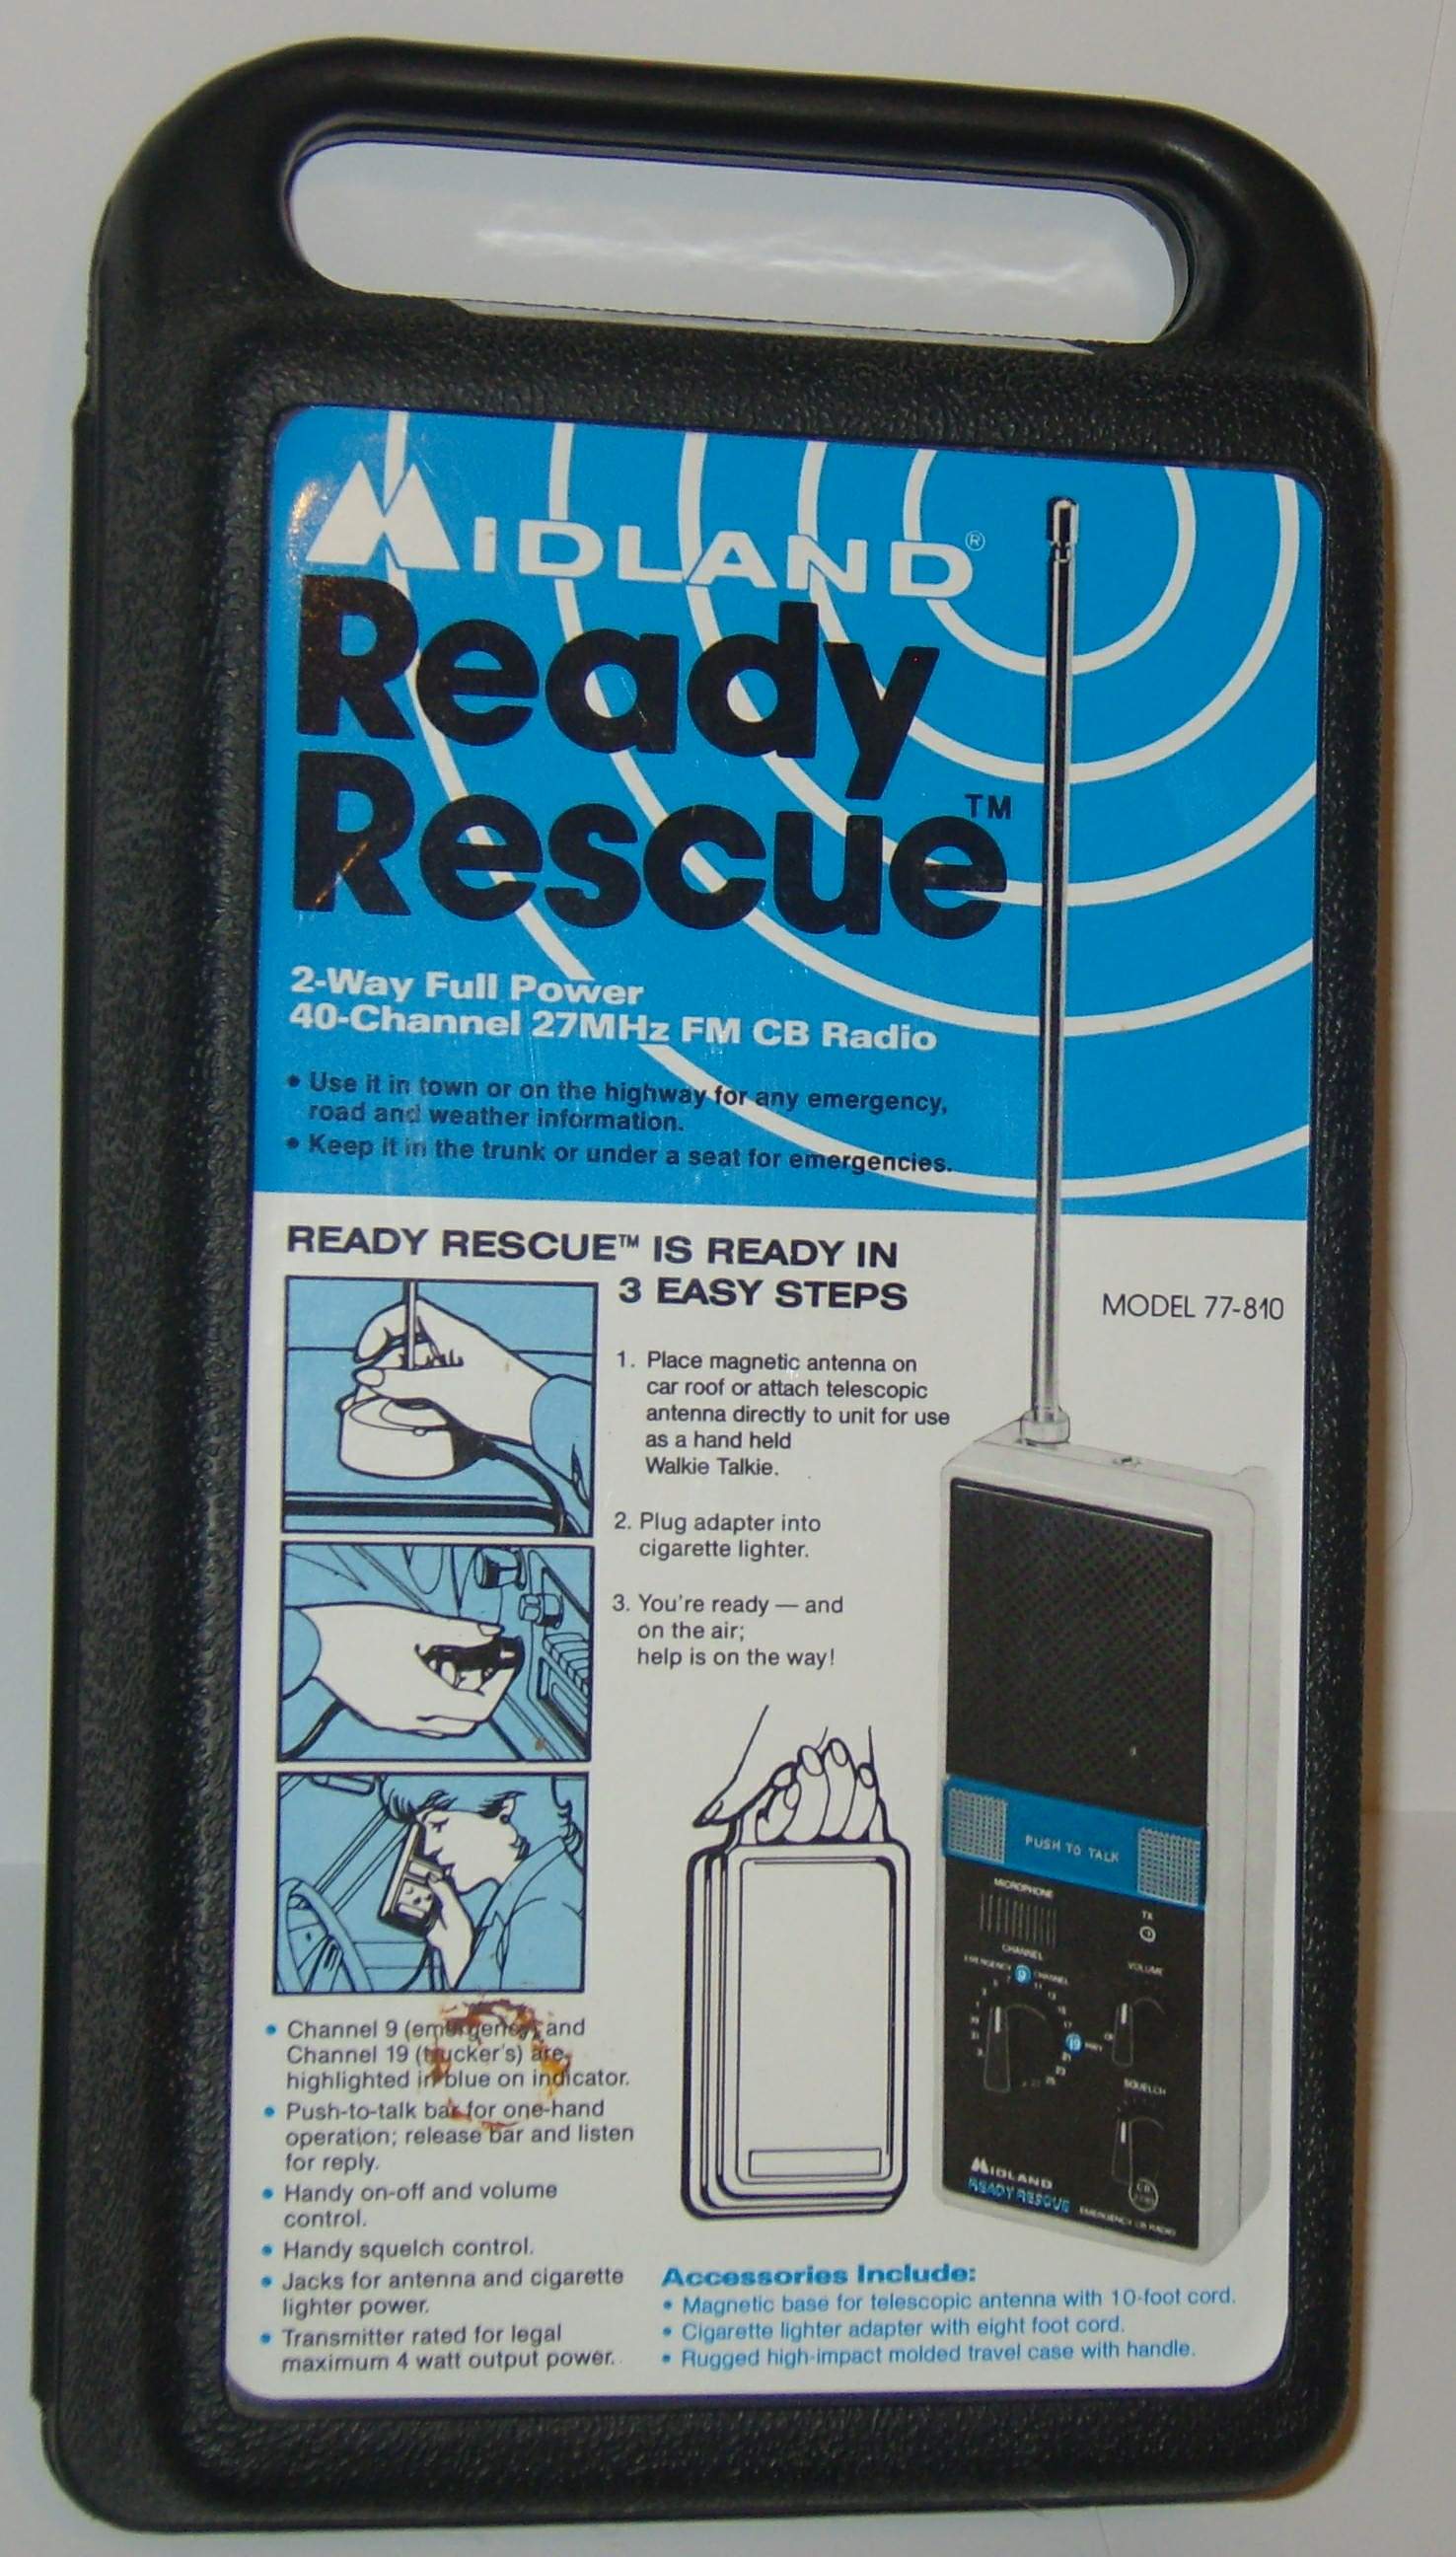 MIDLAND®
Ready
Rescue™
2-Way Full Power
40-Channel 27MHz FM CB Radio
• Use it in town or on the highway for any emergency,
road and weather information.
• Keep it in the trunk or under a seat for emergencies.
READY RESCUE™ IS READY IN
3 EASY STEPS
MODEL 77-810
1. Place magnetic antenna on
car roof or attach telescopic
antenna directly to unit for use
as a hand held
Walkie Talkie.
2. Plug adapter into
cigarette lighter.
3. You're ready — and
on the air;
help is on the way!
PUSH TO TALK
MICROPHONE
TX
CHANNEL
EMERGENCY 9 CHANNEL
VOLUME
19
SQUELCH
MIDLAND
READY RESCUE
EMERGENCY CB RADIO
• Channel 9 (emergency) and
Channel 19 (trucker's) are
highlighted in blue on indicator.
• Push-to-talk bar for one-hand
operation; release bar and listen
for reply.
• Handy on-off and volume
control.
• Handy squelch control.
• Jacks for antenna and cigarette
lighter power.
• Transmitter rated for legal
maximum 4 watt output power.
Accessories Include:
• Magnetic base for telescopic antenna with 10-foot cord.
• Cigarette lighter adapter with eight foot cord.
• Rugged high-impact molded travel case with handle.